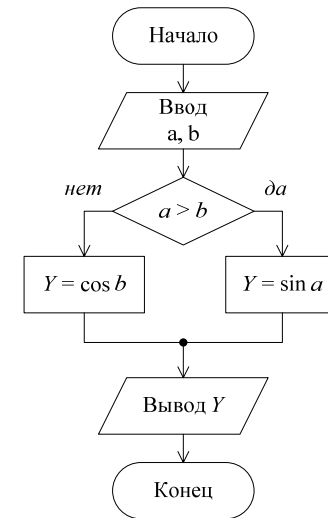 Начало
Ввод
a, b
нет
да
a > b
Y = cos b
Y = sin a
Вывод Y
Конец